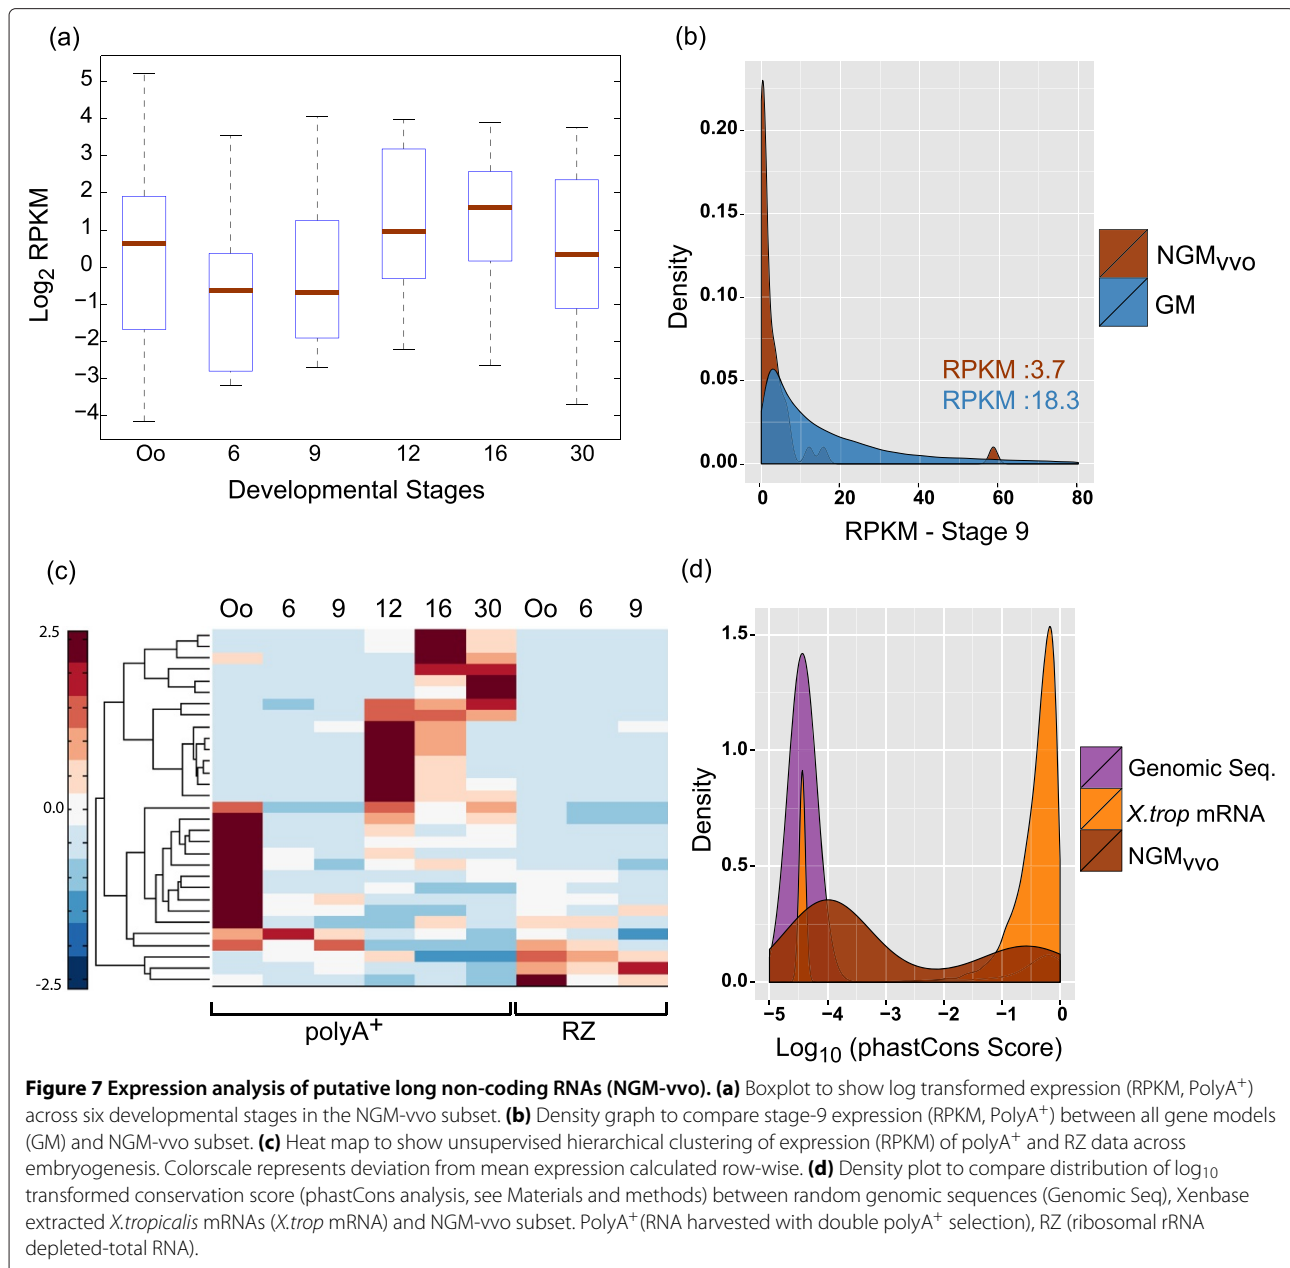 (a)
5
4
3
2
1
0
−1
−2
−3
−4
Log2 RPKM
Oo 6 9 12 16 30
Developmental Stages
(b)
0.20
0.15
0.10
0.05
0.00
Density
RPKM :3.7
RPKM :18.3
0 20 40 60 80
RPKM - Stage 9
NGMVVO
GM
(c)
Oo 6 9 12 16 30 Oo 6 9
2.5
0.0
-2.5
polyA+ RZ
(d)
1.5
1.0
0.5
0.0
Density
−5 −4 −3 −2 −1 0
Log10 (phastCons Score)
Genomic Seq.
X.trop mRNA
NGMVVO
Figure 7 Expression analysis of putative long non-coding RNAs (NGM-vvo). (a) Boxplot to show log transformed expression (RPKM, PolyA+)
across six developmental stages in the NGM-vvo subset. (b) Density graph to compare stage-9 expression (RPKM, PolyA+) between all gene models
(GM) and NGM-vvo subset. (c) Heat map to show unsupervised hierarchical clustering of expression (RPKM) of polyA+ and RZ data across
embryogenesis. Colorscale represents deviation from mean expression calculated row-wise. (d) Density plot to compare distribution of log10
transformed conservation score (phastCons analysis, see Materials and methods) between random genomic sequences (Genomic Seq), Xenbase
extracted X.tropicalis mRNAs (X.trop mRNA) and NGM-vvo subset. PolyA+(RNA harvested with double polyA+ selection), RZ (ribosomal rRNA
depleted-total RNA).